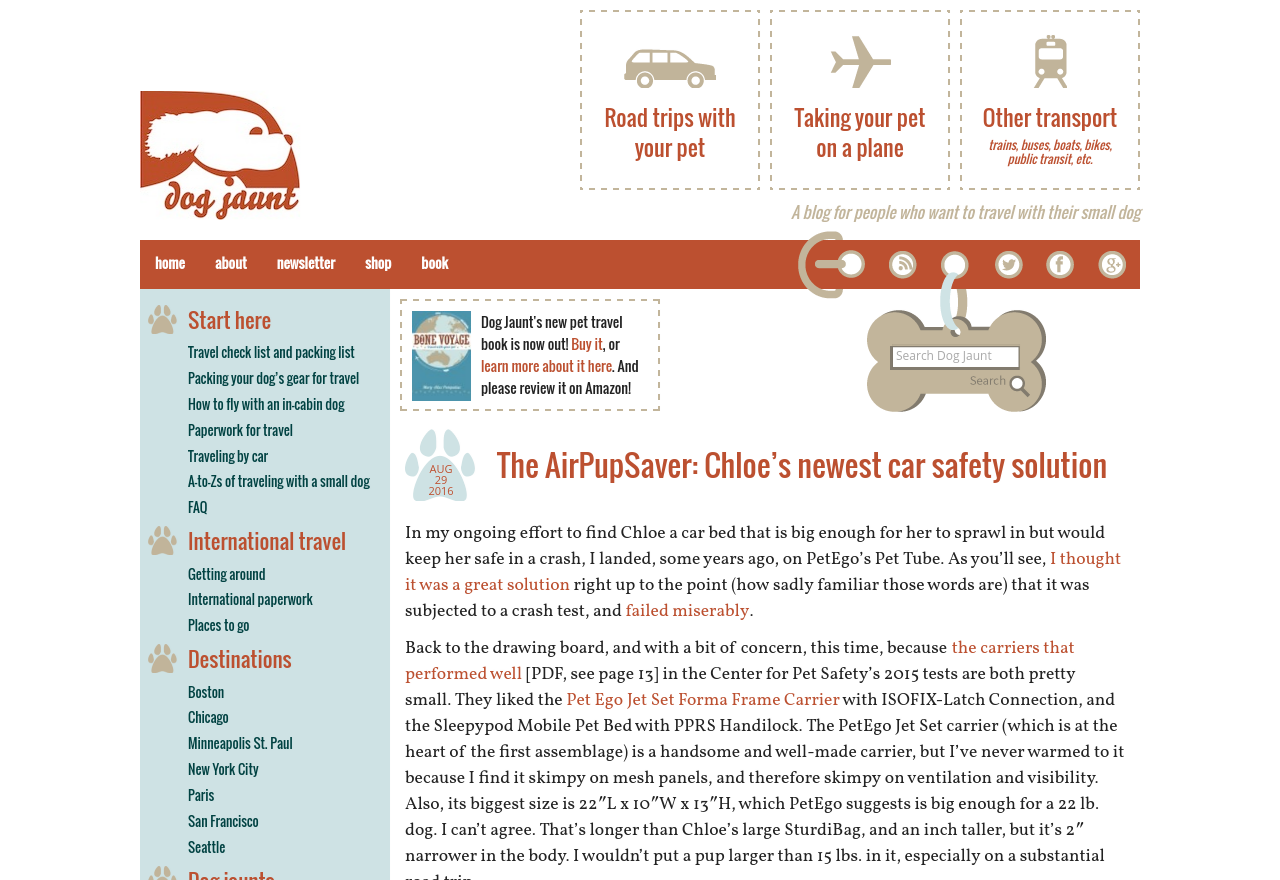 Road trips with
your pet
Taking your pet
on a plane
Other transport
trains, buses, boats, bikes,
public transit, etc.
dog jaunt
A blog for people who want to travel with their small dog
home about newsletter shop book
Start here
Travel check list and packing list
Packing your dog’s gear for travel
How to fly with an in-cabin dog
Paperwork for travel
Traveling by car
A-to-Zs of traveling with a small dog
FAQ
International travel
Getting around
International paperwork
Places to go
Destinations
Boston
Chicago
Minneapolis St. Paul
New York City
Paris
San Francisco
Seattle
Dog jaunts
BONE VOYAGE
Dog Jaunt's new pet travel
book is now out! Buy it, or
learn more about it here. And
please review it on Amazon!
Search Dog Jaunt
Search
AUG
29
2016
The AirPupSaver: Chloe’s newest car safety solution
In my ongoing effort to find Chloe a car bed that is big enough for her to sprawl in but would
keep her safe in a crash, I landed, some years ago, on PetEgo’s Pet Tube. As you’ll see, I thought
it was a great solution right up to the point (how sadly familiar those words are) that it was
subjected to a crash test, and failed miserably.
Back to the drawing board, and with a bit of concern, this time, because the carriers that
performed well [PDF, see page 13] in the Center for Pet Safety’s 2015 tests are both pretty
small. They liked the Pet Ego Jet Set Forma Frame Carrier with ISOFIX-Latch Connection, and
the Sleepypod Mobile Pet Bed with PPRS Handilock. The PetEgo Jet Set carrier (which is at the
heart of the first assemblage) is a handsome and well-made carrier, but I’ve never warmed to it
because I find it skimpy on mesh panels, and therefore skimpy on ventilation and visibility.
Also, its biggest size is 22″L x 10″W x 13″H, which PetEgo suggests is big enough for a 22 lb.
dog. I can’t agree. That’s longer than Chloe’s large SturdiBag, and an inch taller, but it’s 2″
narrower in the body. I wouldn’t put a pup larger than 15 lbs. in it, especially on a substantial
road trip.